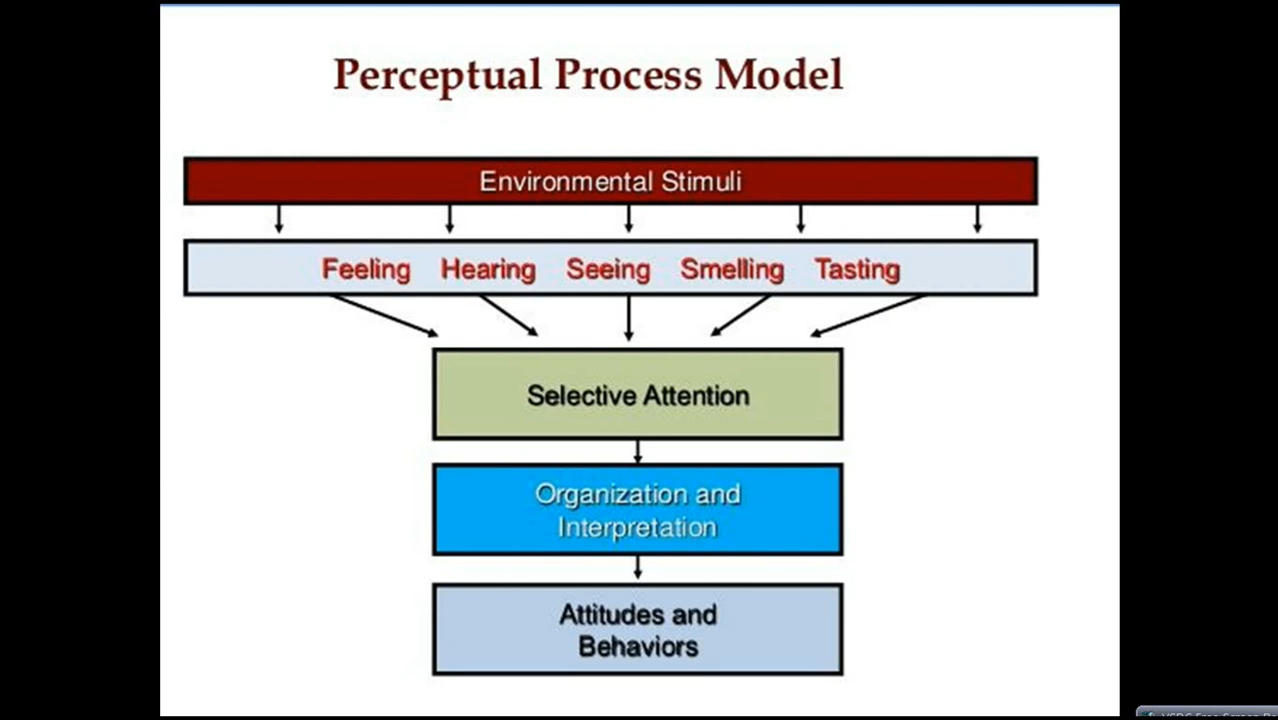 Perceptual Process Model
Environmental Stimuli
Feeling Hearing Seeing Smelling Tasting
Selective Attention
Organization and
Interpretation
Attitudes and
Behaviors